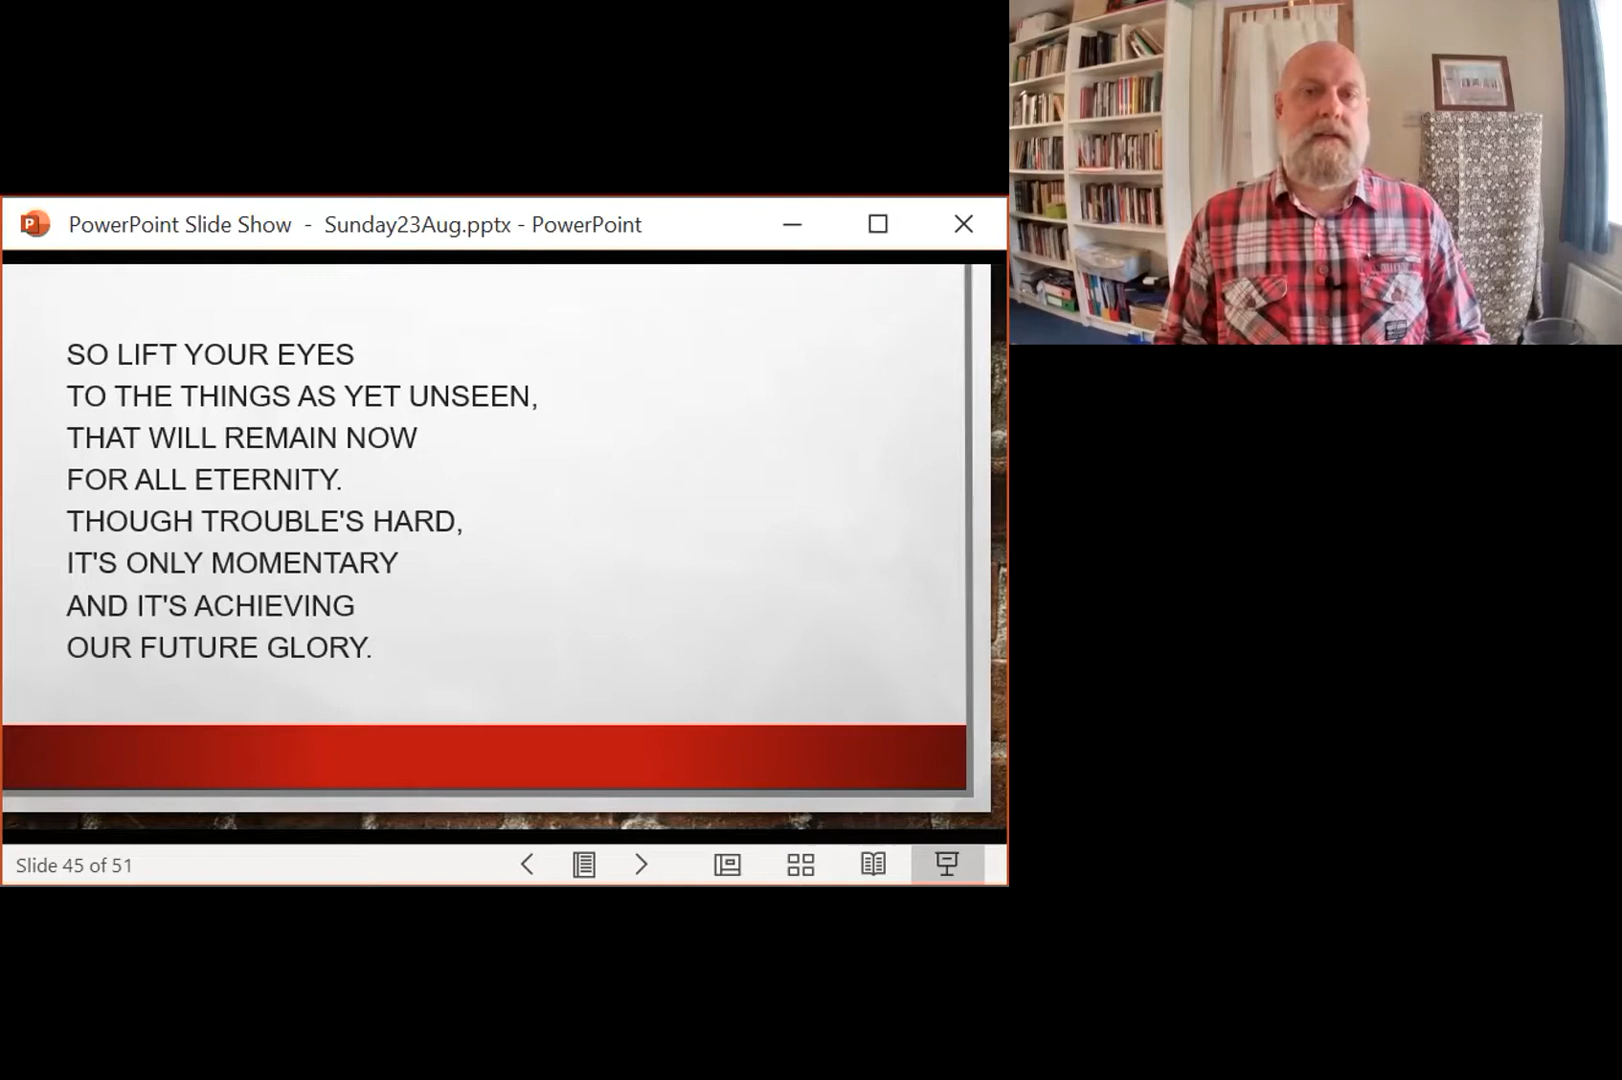 PowerPoint Slide Show - Sunday23Aug.pptx - PowerPoint
SO LIFT YOUR EYES
TO THE THINGS AS YET UNSEEN,
THAT WILL REMAIN NOW
FOR ALL ETERNITY.
THOUGH TROUBLE'S HARD,
IT'S ONLY MOMENTARY
AND IT'S ACHIEVING
OUR FUTURE GLORY.
Slide 45 of 51